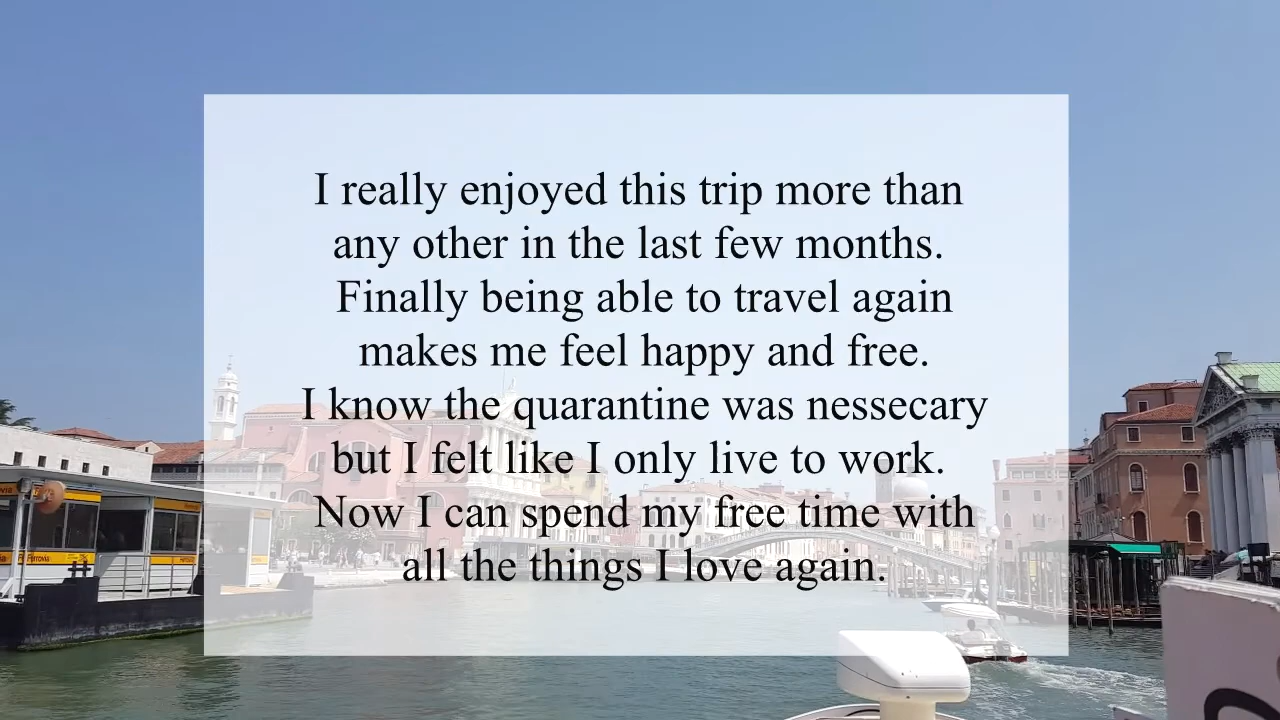 I really enjoyed this trip more than
any other in the last few months.
Finally being able to travel again
makes me feel happy and free.
I know the quarantine was nessecary
but I felt like I only live to work.
Now I can spend my free time with
all the things I love again.
Ferrovia